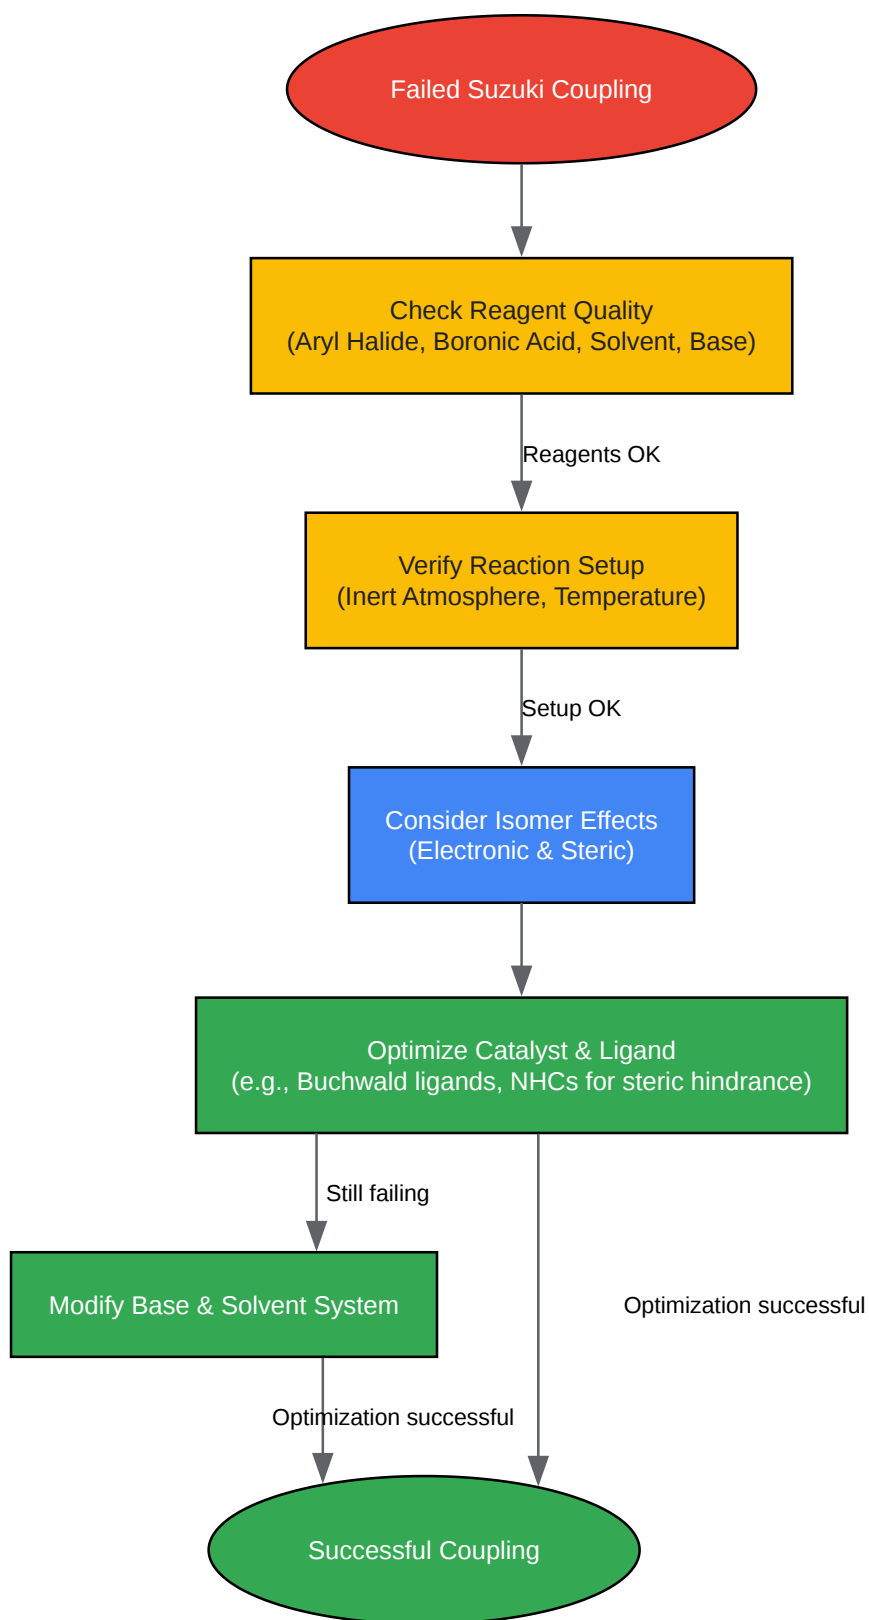 Failed Suzuki Coupling
Check Reagent Quality
(Aryl Halide, Boronic Acid, Solvent, Base)
Reagents OK
Verify Reaction Setup
(Inert Atmosphere, Temperature)
Setup OK
Consider Isomer Effects
(Electronic & Steric)
Optimize Catalyst & Ligand
(e.g., Buchwald ligands, NHCs for steric hindrance)
Still failing
Modify Base & Solvent System
Optimization successful
Optimization successful
Successful Coupling